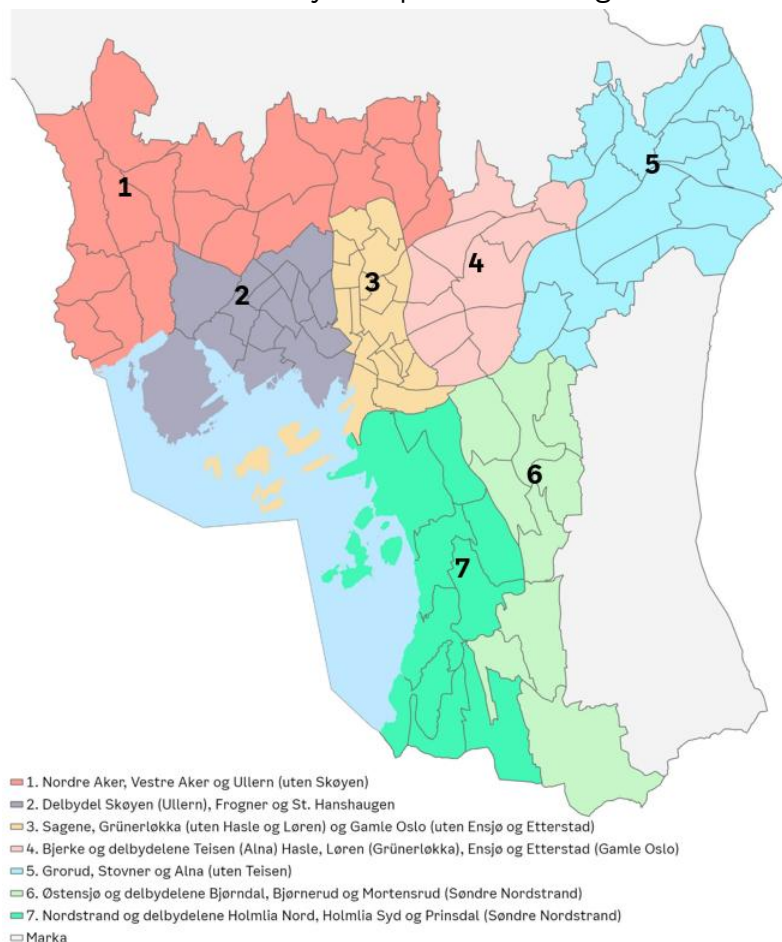 1
2
3
4
5
6
7
1. Nordre Aker, Vestre Aker og Ullern (uten Skøyen)
2. Delbydel Skøyen (Ullern), Frogner og St. Hanshaugen
3. Sagene, Grünerløkka (uten Hasle og Løren) og Gamle Oslo (uten Ensjø og Etterstad)
4. Bjerke og delbydelene Teisen (Alna) Hasle, Løren (Grünerløkka), Ensjø og Etterstad (Gamle Oslo)
5. Grorud, Stovner og Alna (uten Teisen)
6. Østensjø og delbydelene Bjørndal, Bjørnerud og Mortensrud (Søndre Nordstrand)
7. Nordstrand og delbydelene Holmlia Nord, Holmlia Syd og Prinsdal (Søndre Nordstrand)
Marka